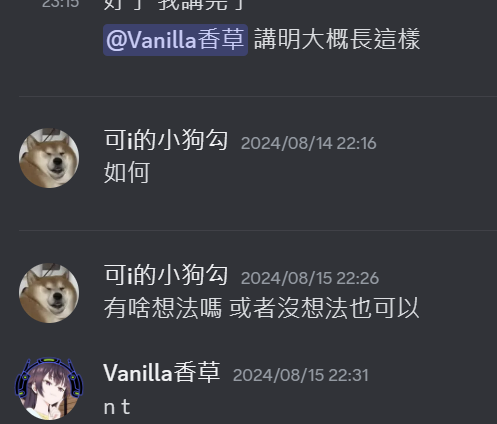 23:15 好了 我講完了
@Vanilla香草 講明大概長這樣
可i的小狗勾 2024/08/14 22:16
如何
可i的小狗勾 2024/08/15 22:26
有啥想法嗎 或者沒想法也可以
Vanilla香草 2024/08/15 22:31
n t